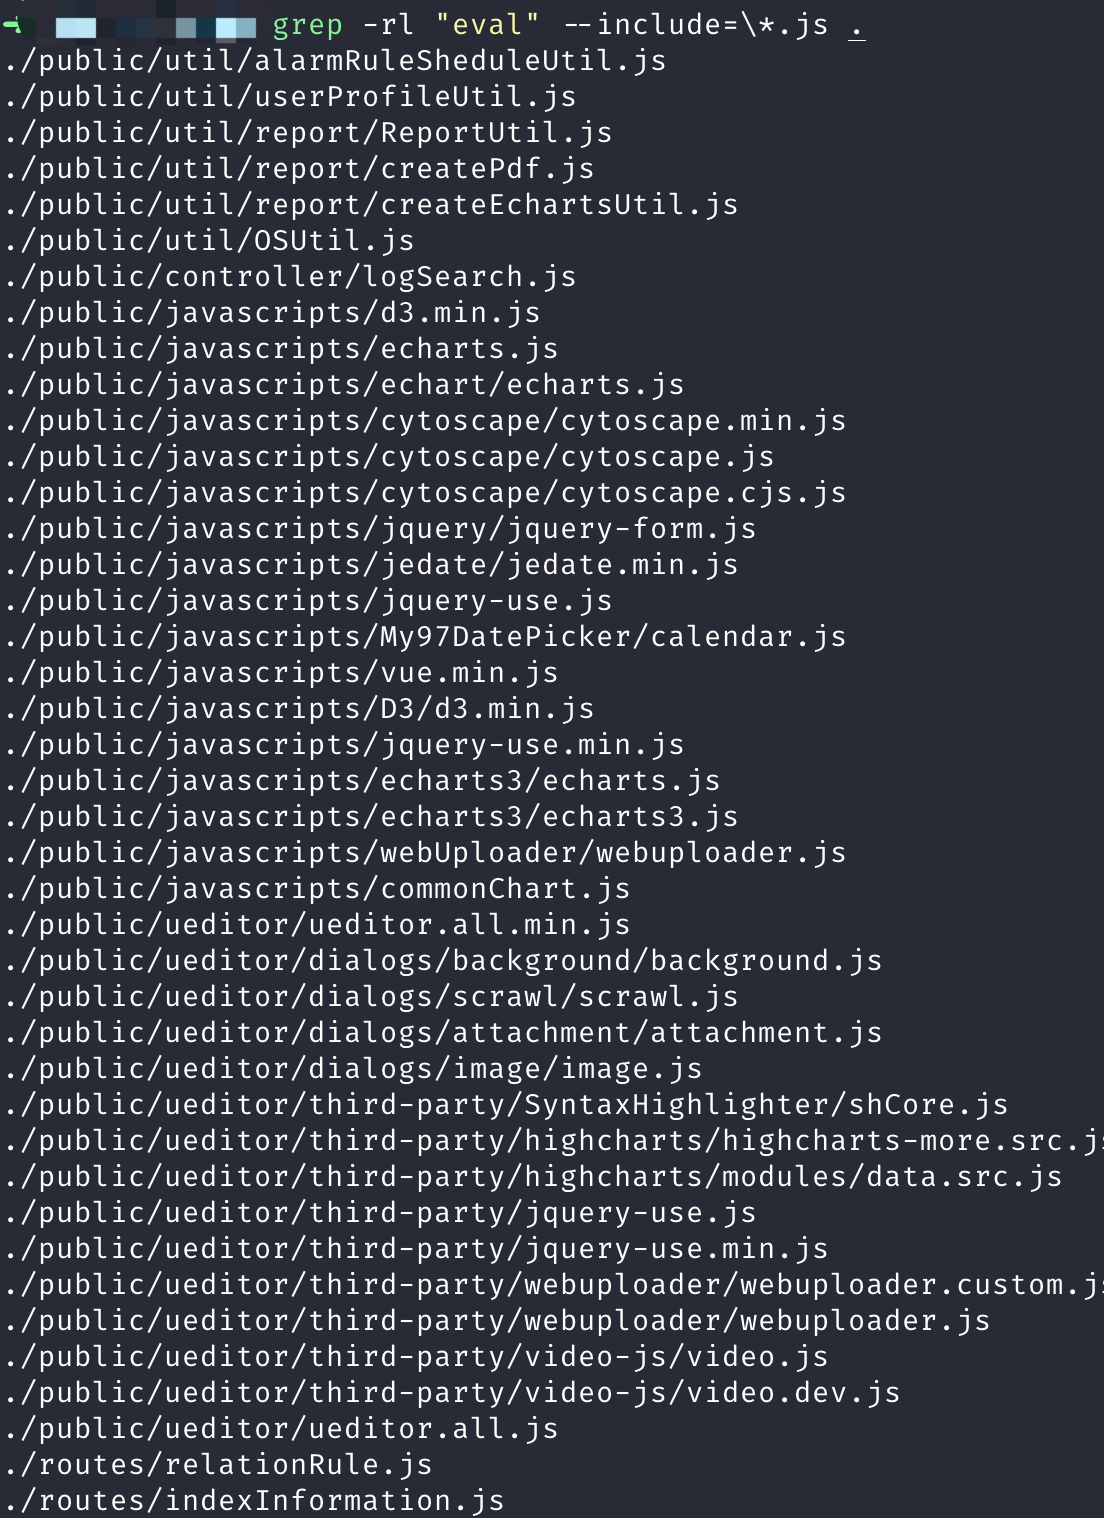 grep -rl "eval" --include=\*.js .
./public/util/alarmRuleSheduleUtil.js
./public/util/userProfileUtil.js
./public/util/report/ReportUtil.js
./public/util/report/createPdf.js
./public/util/report/createEchartsUtil.js
./public/util/OSUtil.js
./public/controller/logSearch.js
./public/javascripts/d3.min.js
./public/javascripts/echarts.js
./public/javascripts/echart/echarts.js
./public/javascripts/cytoscape/cytoscape.min.js
./public/javascripts/cytoscape/cytoscape.js
./public/javascripts/cytoscape/cytoscape.cjs.js
./public/javascripts/jquery/jquery-form.js
./public/javascripts/jedate/jedate.min.js
./public/javascripts/jquery-use.js
./public/javascripts/My97DatePicker/calendar.js
./public/javascripts/vue.min.js
./public/javascripts/D3/d3.min.js
./public/javascripts/jquery-use.min.js
./public/javascripts/echarts3/echarts.js
./public/javascripts/echarts3/echarts3.js
./public/javascripts/webUploader/webuploader.js
./public/javascripts/commonChart.js
./public/ueditor/ueditor.all.min.js
./public/ueditor/dialogs/background/background.js
./public/ueditor/dialogs/scrawl/scrawl.js
./public/ueditor/dialogs/attachment/attachment.js
./public/ueditor/dialogs/image/image.js
./public/ueditor/third-party/SyntaxHighlighter/shCore.js
./public/ueditor/third-party/highcharts/highcharts-more.src.js
./public/ueditor/third-party/highcharts/modules/data.src.js
./public/ueditor/third-party/jquery-use.js
./public/ueditor/third-party/jquery-use.min.js
./public/ueditor/third-party/webuploader/webuploader.custom.js
./public/ueditor/third-party/webuploader/webuploader.js
./public/ueditor/third-party/video-js/video.js
./public/ueditor/third-party/video-js/video.dev.js
./public/ueditor/ueditor.all.js
./routes/relationRule.js
./routes/indexInformation.js